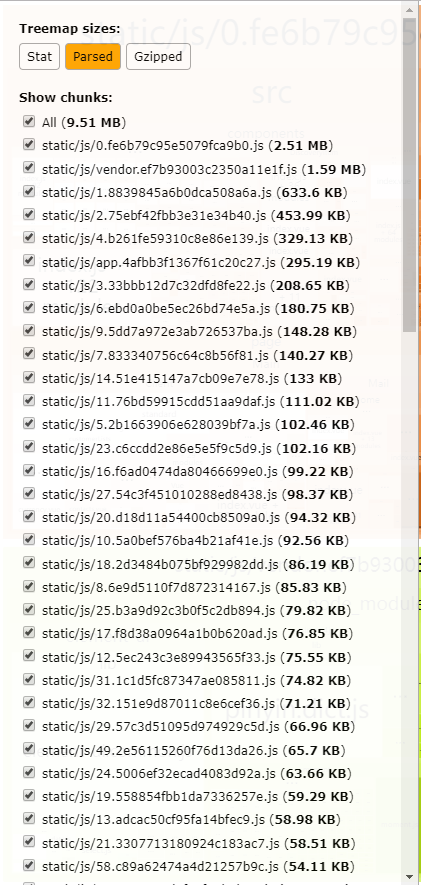 Treemap sizes:
Stat Parsed Gzipped
Show chunks:
All (9.51 MB)
static/js/0.fe6b79c95e5079fca9b0.js (2.51 MB)
static/js/vendor.ef7b93003c2350a11e1f.js (1.59 MB)
static/js/1.8839845a6b0dca508a6a.js (633.6 KB)
static/js/2.75ebf42fbb3e31e34b40.js (453.99 KB)
static/js/4.b261fe59310c8e86e139.js (329.13 KB)
static/js/app.4afbb3f1367f61c20c27.js (295.19 KB)
static/js/3.33bbb12d7c32dfd8fe22.js (208.65 KB)
static/js/6.ebd0a0be5ec26bd74e5a.js (180.75 KB)
static/js/9.5dd7a972e3ab726537ba.js (148.28 KB)
static/js/7.833340756c64c8b56f81.js (140.27 KB)
static/js/14.51e415147a7cb09e7e78.js (133 KB)
static/js/11.76bd59915cdd51aa9daf.js (111.02 KB)
static/js/5.2b1663906e628039bf7a.js (102.46 KB)
static/js/23.c6ccdd2e86e5e5f9c5d9.js (102.16 KB)
static/js/16.f6ad0474da80466699e0.js (99.22 KB)
static/js/27.54c3f451010288ed8438.js (98.37 KB)
static/js/20.d18d11a54400cb8509a0.js (94.32 KB)
static/js/10.5a0bef576ba4b21af41e.js (92.56 KB)
static/js/18.2d3484b075bf929982dd.js (86.19 KB)
static/js/8.6e9d5110f7d872314167.js (85.83 KB)
static/js/25.b3a9d92c3b0f5c2db894.js (79.82 KB)
static/js/17.f8d38a0964a1b0b620ad.js (76.85 KB)
static/js/12.5ec243c3e89943565f33.js (75.55 KB)
static/js/31.1c1d5fc87347ae085811.js (74.82 KB)
static/js/32.151e9d87011c8e6cef36.js (71.21 KB)
static/js/29.57c3d51095d974929c5d.js (66.96 KB)
static/js/49.2e56115260f76d13da26.js (65.7 KB)
static/js/24.5006ef32ecad4083d92a.js (63.66 KB)
static/js/19.558854fbb1da7336257e.js (59.29 KB)
static/js/13.adcac50cf95fa14bfec9.js (58.98 KB)
static/js/21.3307713180924c183ac7.js (58.51 KB)
static/js/58.c89a62474a4d21257b9c.js (54.11 KB)